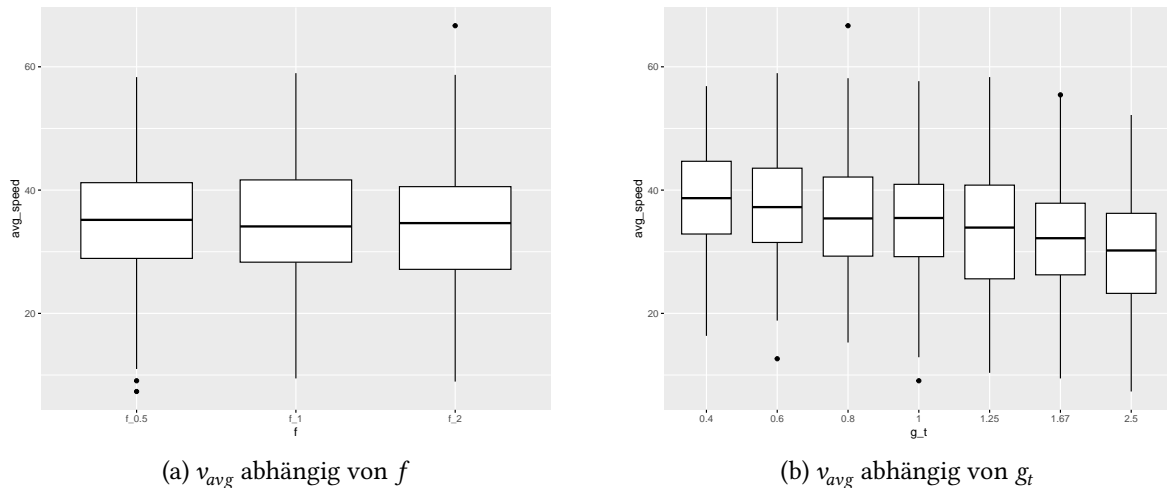 60
40
20
avg_speed
f_0.5 f_1 f_2
f
(a) v_avg abhängig von f
60
40
20
avg_speed
0.4 0.6 0.8 1 1.25 1.67 2.5
g_t
(b) v_avg abhängig von g_t